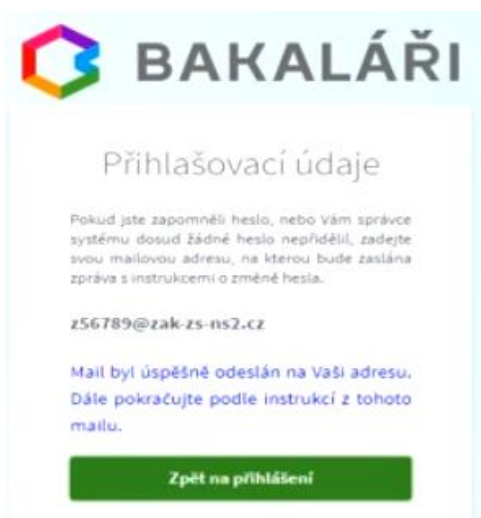 BAKALÁŘI
Přihlašovací údaje
Pokud jste zapomněli heslo, nebo Vám správce
systému dosud žádné heslo nepřidělil, zadejte
svou mailovou adresu, na kterou bude zaslána
zpráva s instrukcemi o změně hesla.
z56789@zak-zs-ns2.cz
Mail byl úspěšně odeslán na Vaši adresu.
Dále pokračujte podle instrukcí z tohoto
mailu.
Zpět na přihlášení